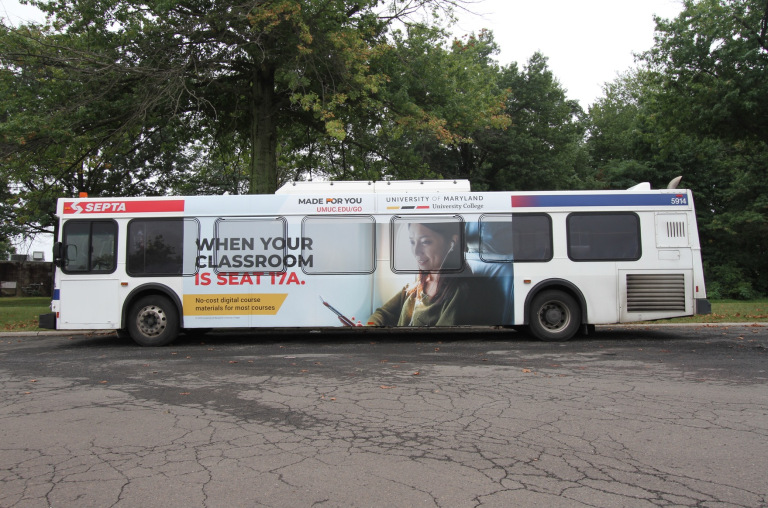 SEPTA
MADE FOR YOU
UMUC.EDU/GO
UNIVERSITY OF MARYLAND
University College
5914
WHEN YOUR
CLASSROOM
IS SEAT 17A.
No-cost digital course
materials for most courses